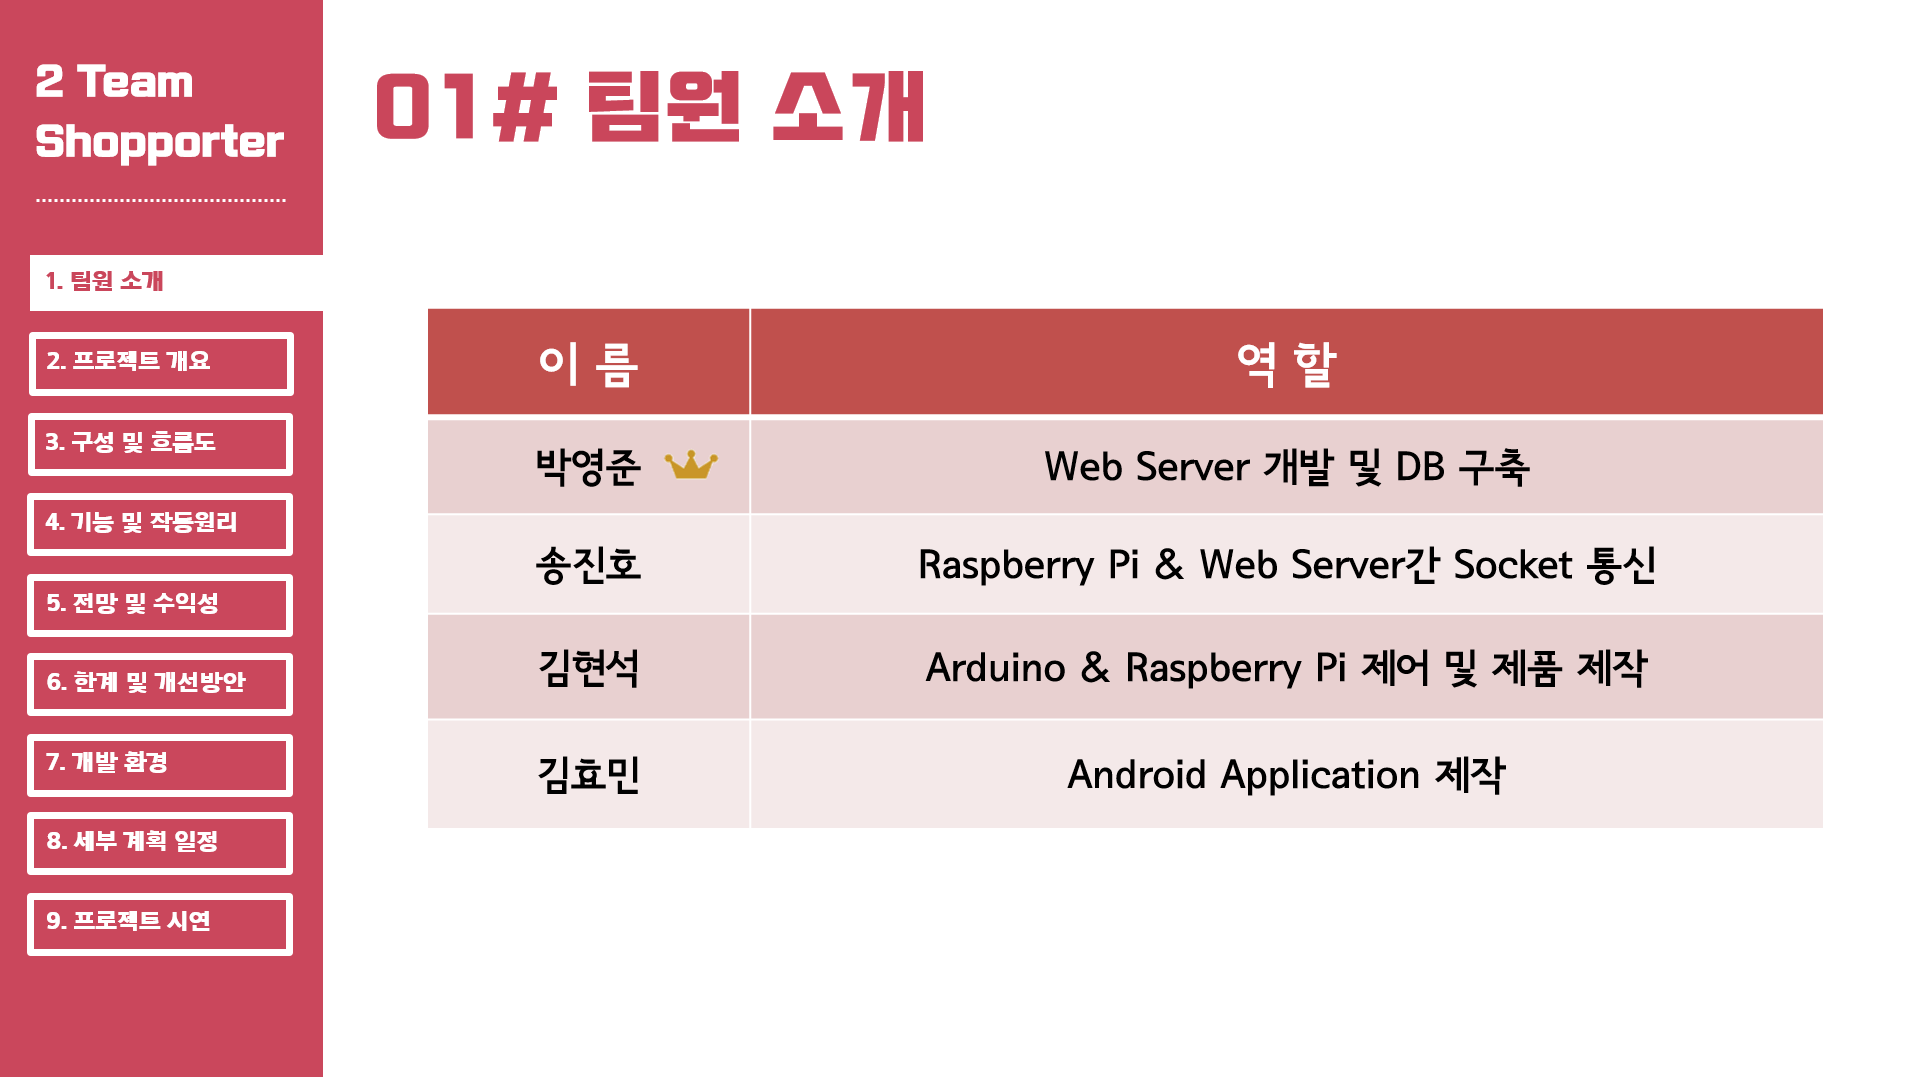 2 Team
Shopporter
1. 팀원 소개
2. 프로젝트 개요
3. 구성 및 흐름도
4. 기능 및 작동원리
5. 전망 및 수익성
6. 한계 및 개선방안
7. 개발 환경
8. 세부 계획 일정
9. 프로젝트 시연
01# 팀원 소개
이 름 역 할
박영준 Web Server 개발 및 DB 구축
송진호 Raspberry Pi & Web Server간 Socket 통신
김현석 Arduino & Raspberry Pi 제어 및 제품 제작
김효민 Android Application 제작